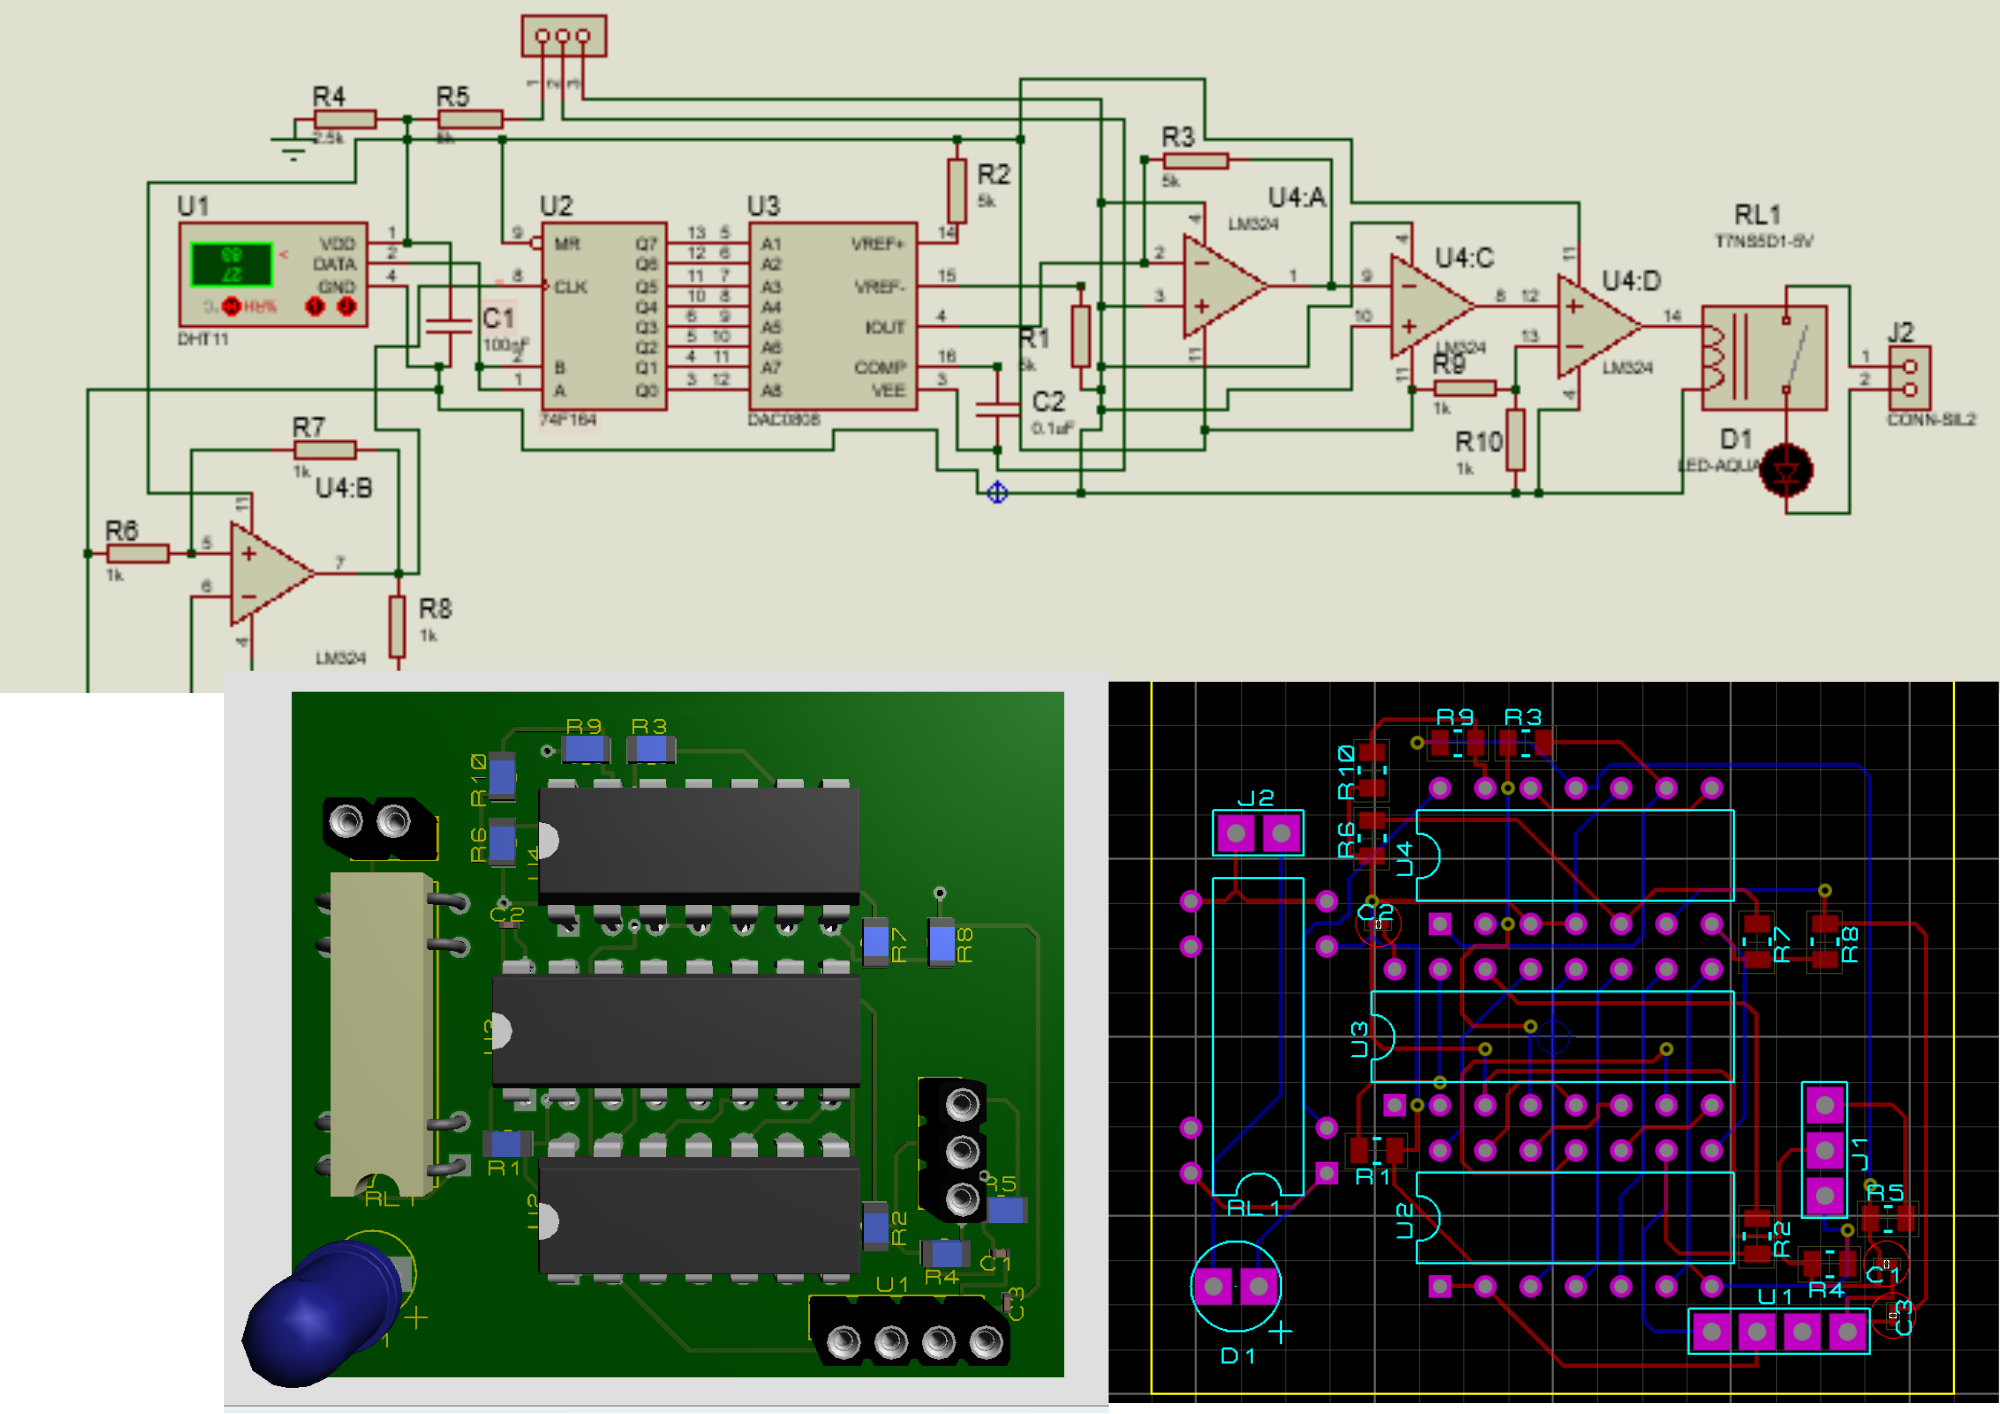 1 2 3
R4
2.5k
R5
5k
U1
VDD 1
DATA 2
GND 4
DHT11
%RH
°C
27
C1
100nF
U2
9 MR
8 CLK
2 B
1 A
Q7 13
Q6 12
Q5 11
Q4 10
Q3 6
Q2 5
Q1 4
Q0 3
74F164
U3
5 A1
6 A2
7 A3
8 A4
9 A5
10 A6
11 A7
12 A8
VREF+ 14
VREF- 15
IOUT 4
COMP 16
VEE 3
DAC0808
R2
5k
R1
5k
C2
0.1uF
R3
5k
U4:A
LM324
2
3
4
11
1
U4:C
LM324
9
10
4
11
8
R9
1k
R10
1k
U4:D
LM324
12
13
11
4
14
RL1
T7NS5D1-5V
J2
1
2
CONN-SIL2
D1
LED-AQUA
R7
1k
U4:B
LM324
R6
1k
5
6
11
4
7
R8
1k
R9 R3
R10
R6
U4
C2
R7
R8
U3
R1
RL1
U2
R2
R5
C1
R4
U1
C3
1
+
R9 R3
R10
J2
R6
U4
C2
R7
R8
U3
J1
R1
RL1
U2
R2
R5
C1
R4
U1
C3
D1
+